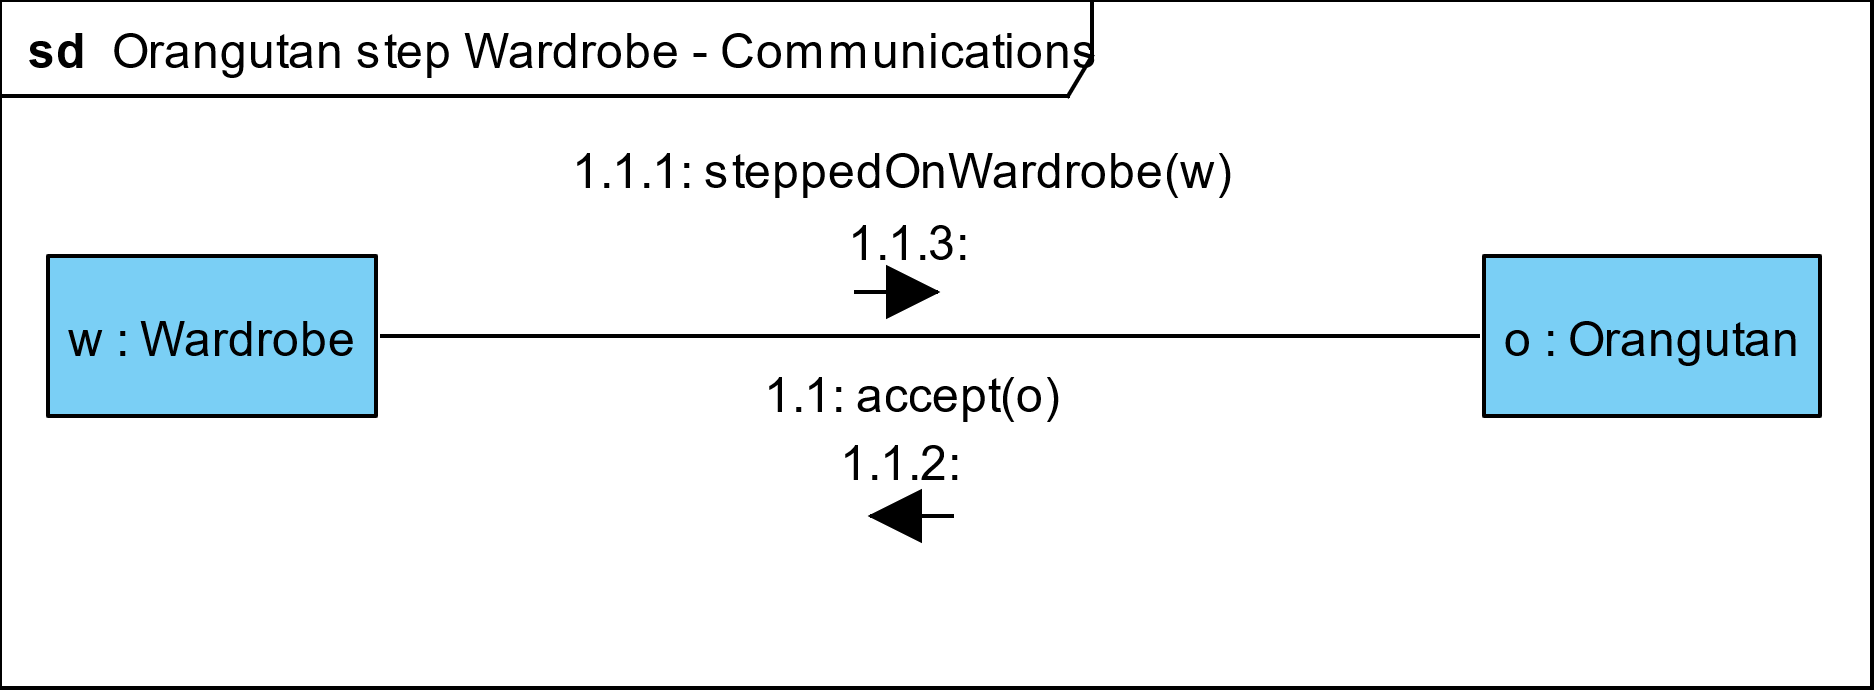 sd Orangutan step Wardrobe - Communications
1.1.1: steppedOnWardrobe(w)
1.1.3:
w : Wardrobe
o : Orangutan
1.1: accept(o)
1.1.2: